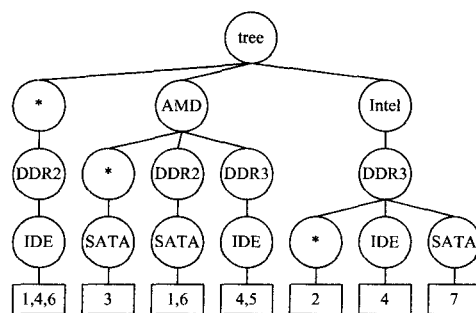 tree
* AMD Intel
DDR2 * DDR2 DDR3 DDR3
IDE SATA SATA IDE * IDE SATA
1,4,6 3 1,6 4,5 2 4 7